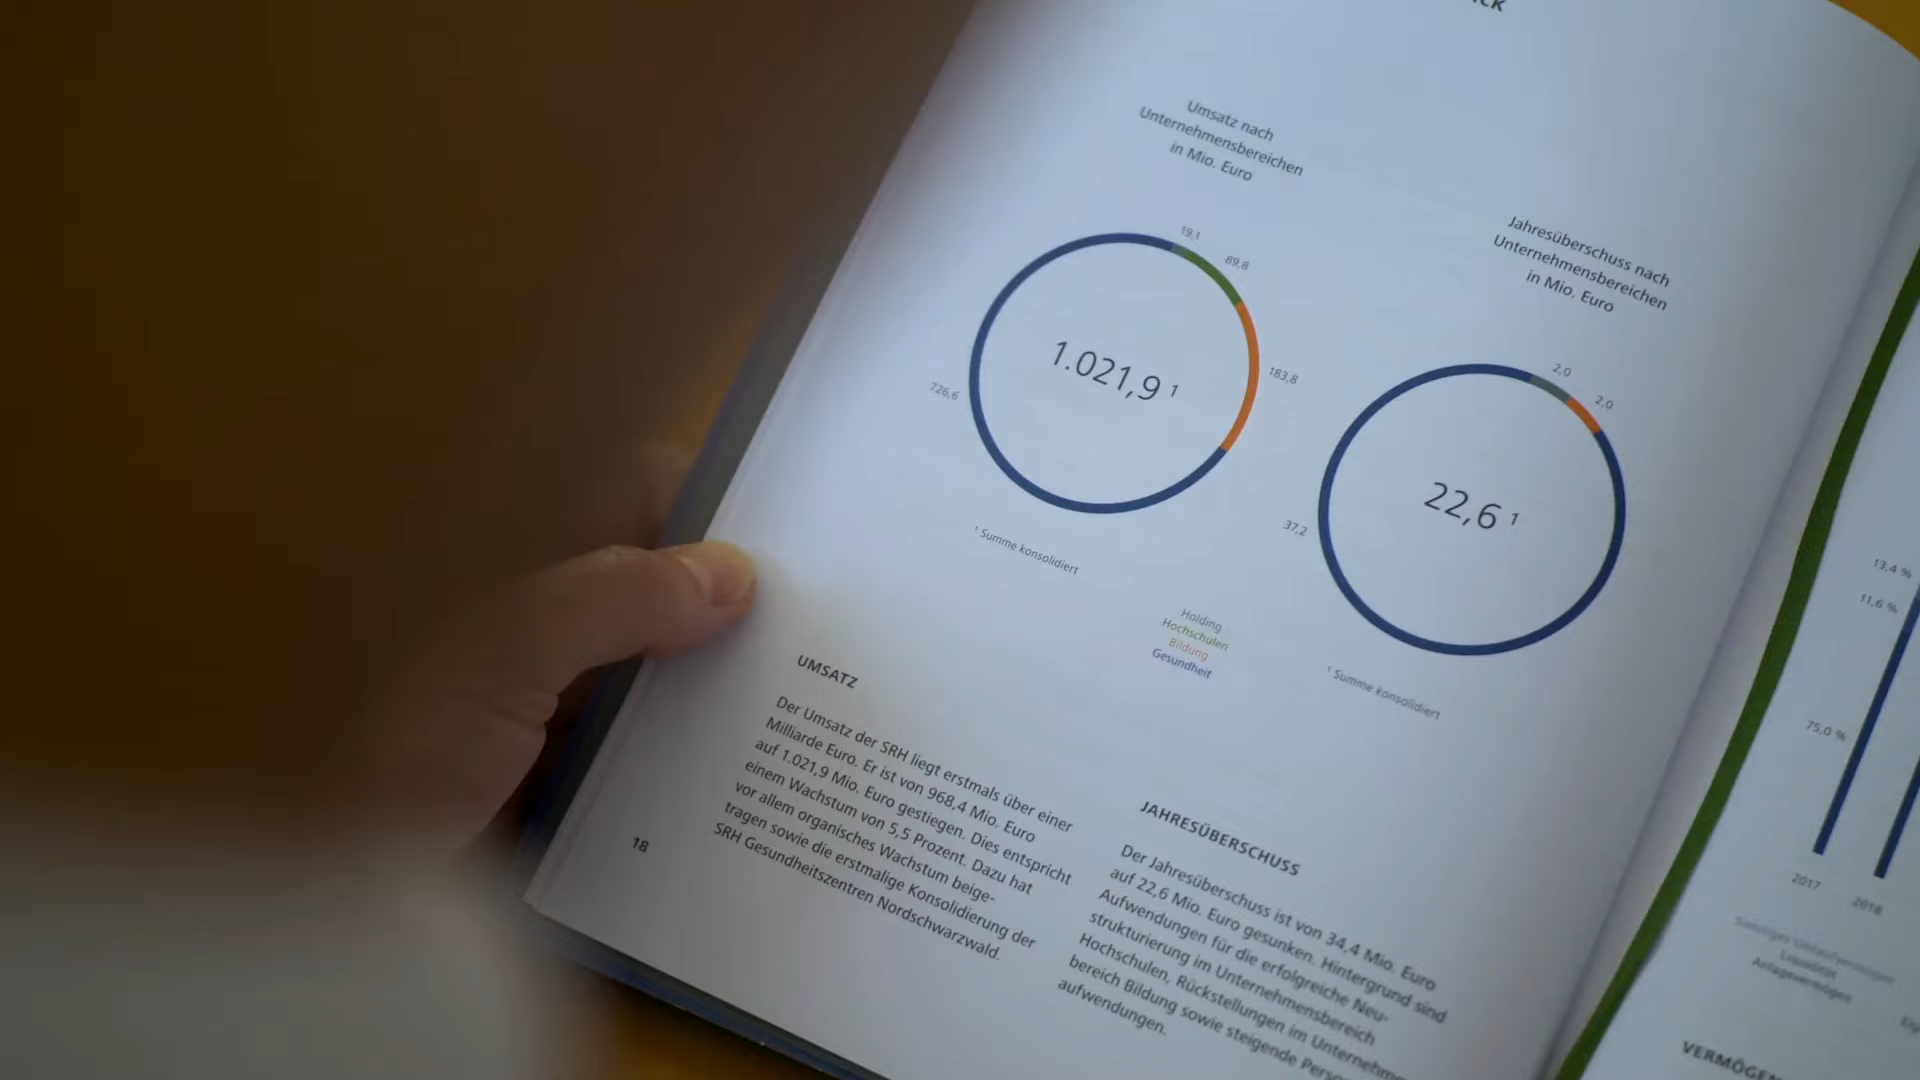 Umsatz nach
Unternehmensbereichen
in Mio. Euro
19,1
89,8
183,8
726,6
1.021,9 ¹
¹ Summe konsolidiert
Jahresüberschuss nach
Unternehmensbereichen
in Mio. Euro
2,0
2,0
37,2
22,6 ¹
¹ Summe konsolidiert
Holding
Hochschulen
Bildung
Gesundheit
UMSATZ
Der Umsatz der SRH liegt erstmals über einer
Milliarde Euro. Er ist von 968,4 Mio. Euro
auf 1.021,9 Mio. Euro gestiegen. Dies entspricht
einem Wachstum von 5,5 Prozent. Dazu hat
vor allem organisches Wachstum beige-
tragen sowie die erstmalige Konsolidierung der
SRH Gesundheitszentren Nordschwarzwald.
18
JAHRESÜBERSCHUSS
Der Jahresüberschuss ist von 34,4 Mio. Euro
auf 22,6 Mio. Euro gesunken. Hintergrund sind
Aufwendungen für die erfolgreiche Neu-
strukturierung im Unternehmensbereich
Hochschulen, Rückstellungen im Unternehmens
bereich Bildung sowie steigende Perso
aufwendungen.
13,4 %
11,6 %
75,0 %
2017
2018
Liquidität
Anlagevermögen
VERMÖGEN